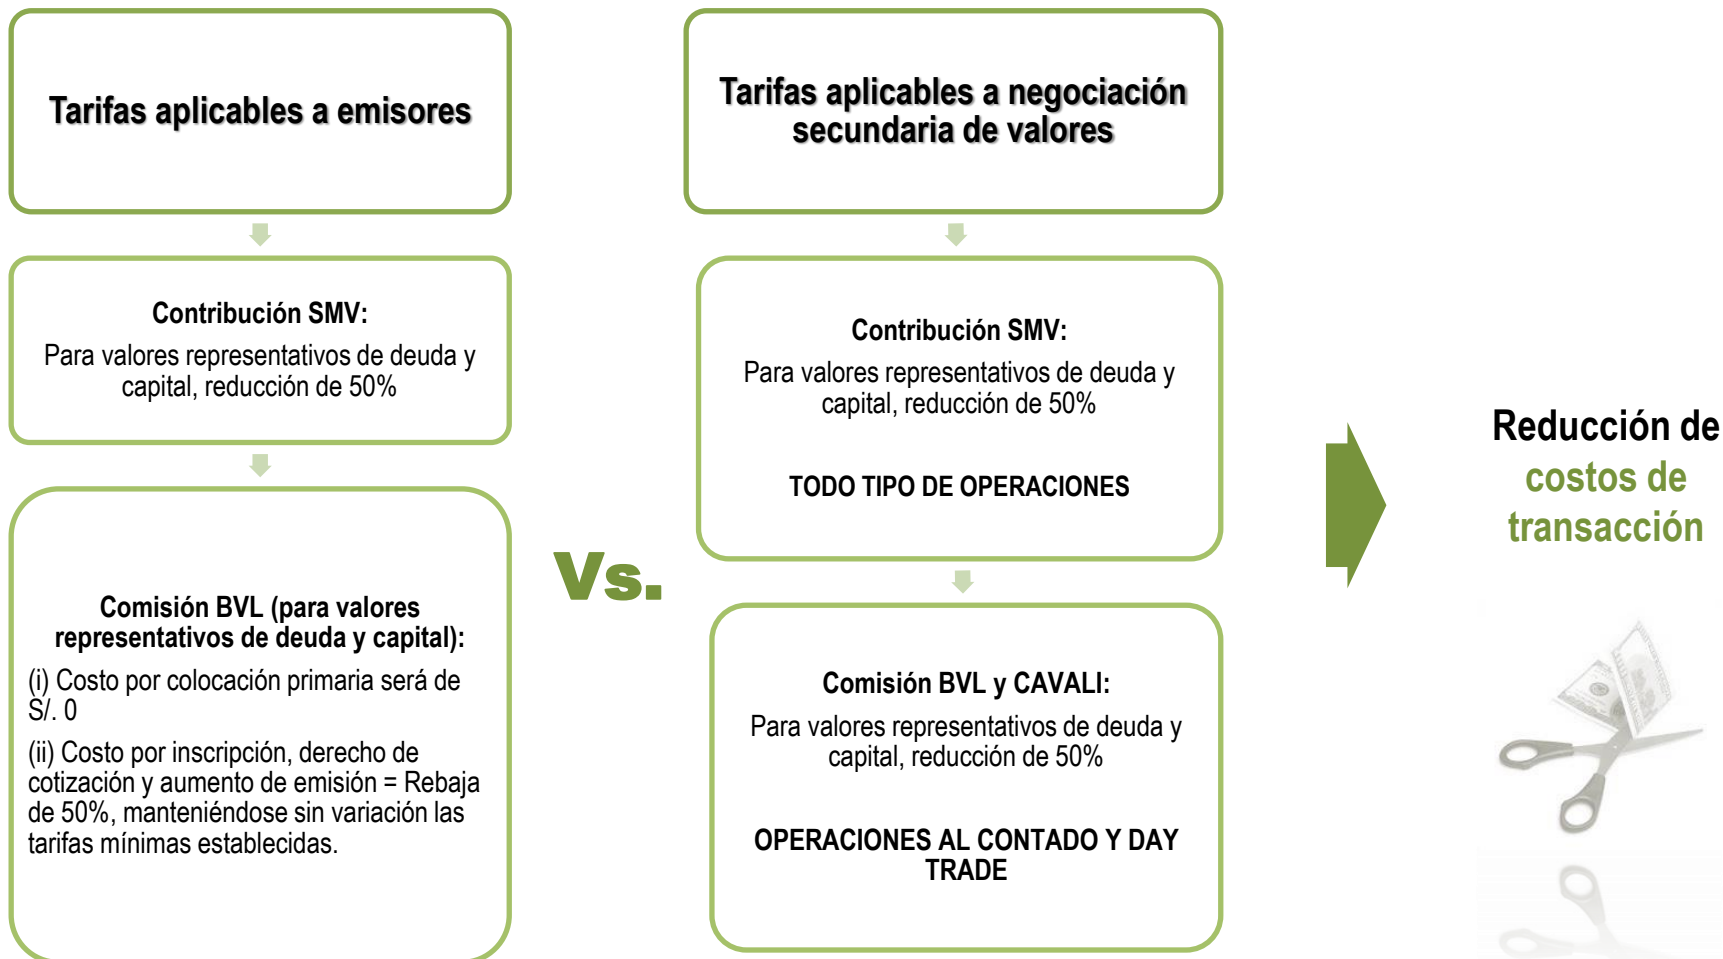 Tarifas aplicables a emisores
Contribución SMV:
Para valores representativos de deuda y
capital, reducción de 50%
Comisión BVL (para valores
representativos de deuda y capital):
(i) Costo por colocación primaria será de
S/. 0
(ii) Costo por inscripción, derecho de
cotización y aumento de emisión = Rebaja
de 50%, manteniéndose sin variación las
tarifas mínimas establecidas.
Vs.
Tarifas aplicables a negociación
secundaria de valores
Contribución SMV:
Para valores representativos de deuda y
capital, reducción de 50%
TODO TIPO DE OPERACIONES
Comisión BVL y CAVALI:
Para valores representativos de deuda y
capital, reducción de 50%
OPERACIONES AL CONTADO Y DAY
TRADE
Reducción de
costos de
transacción